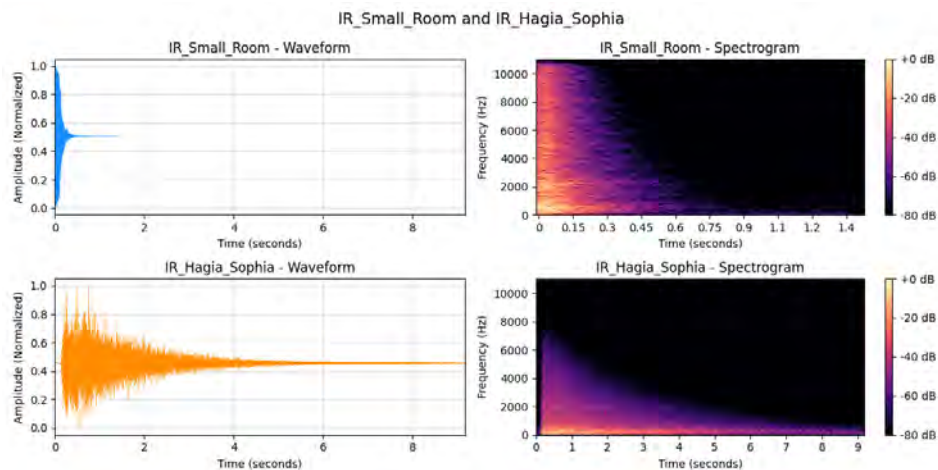 IR_Small_Room and IR_Hagia_Sophia
IR_Small_Room - Waveform
Amplitude (Normalized)
1.0
0.8
0.6
0.4
0.2
0.0
0 2 4 6 8
Time (seconds)
IR_Small_Room - Spectrogram
Frequency (Hz)
10000
8000
6000
4000
2000
0
0 0.15 0.3 0.45 0.6 0.75 0.9 1.1 1.2 1.4
Time (seconds)
+0 dB
-20 dB
-40 dB
-60 dB
-80 dB
IR_Hagia_Sophia - Waveform
Amplitude (Normalized)
1.0
0.8
0.6
0.4
0.2
0.0
0 2 4 6 8
Time (seconds)
IR_Hagia_Sophia - Spectrogram
Frequency (Hz)
10000
8000
6000
4000
2000
0
0 1 2 3 4 5 6 7 8 9
Time (seconds)
+0 dB
-20 dB
-40 dB
-60 dB
-80 dB